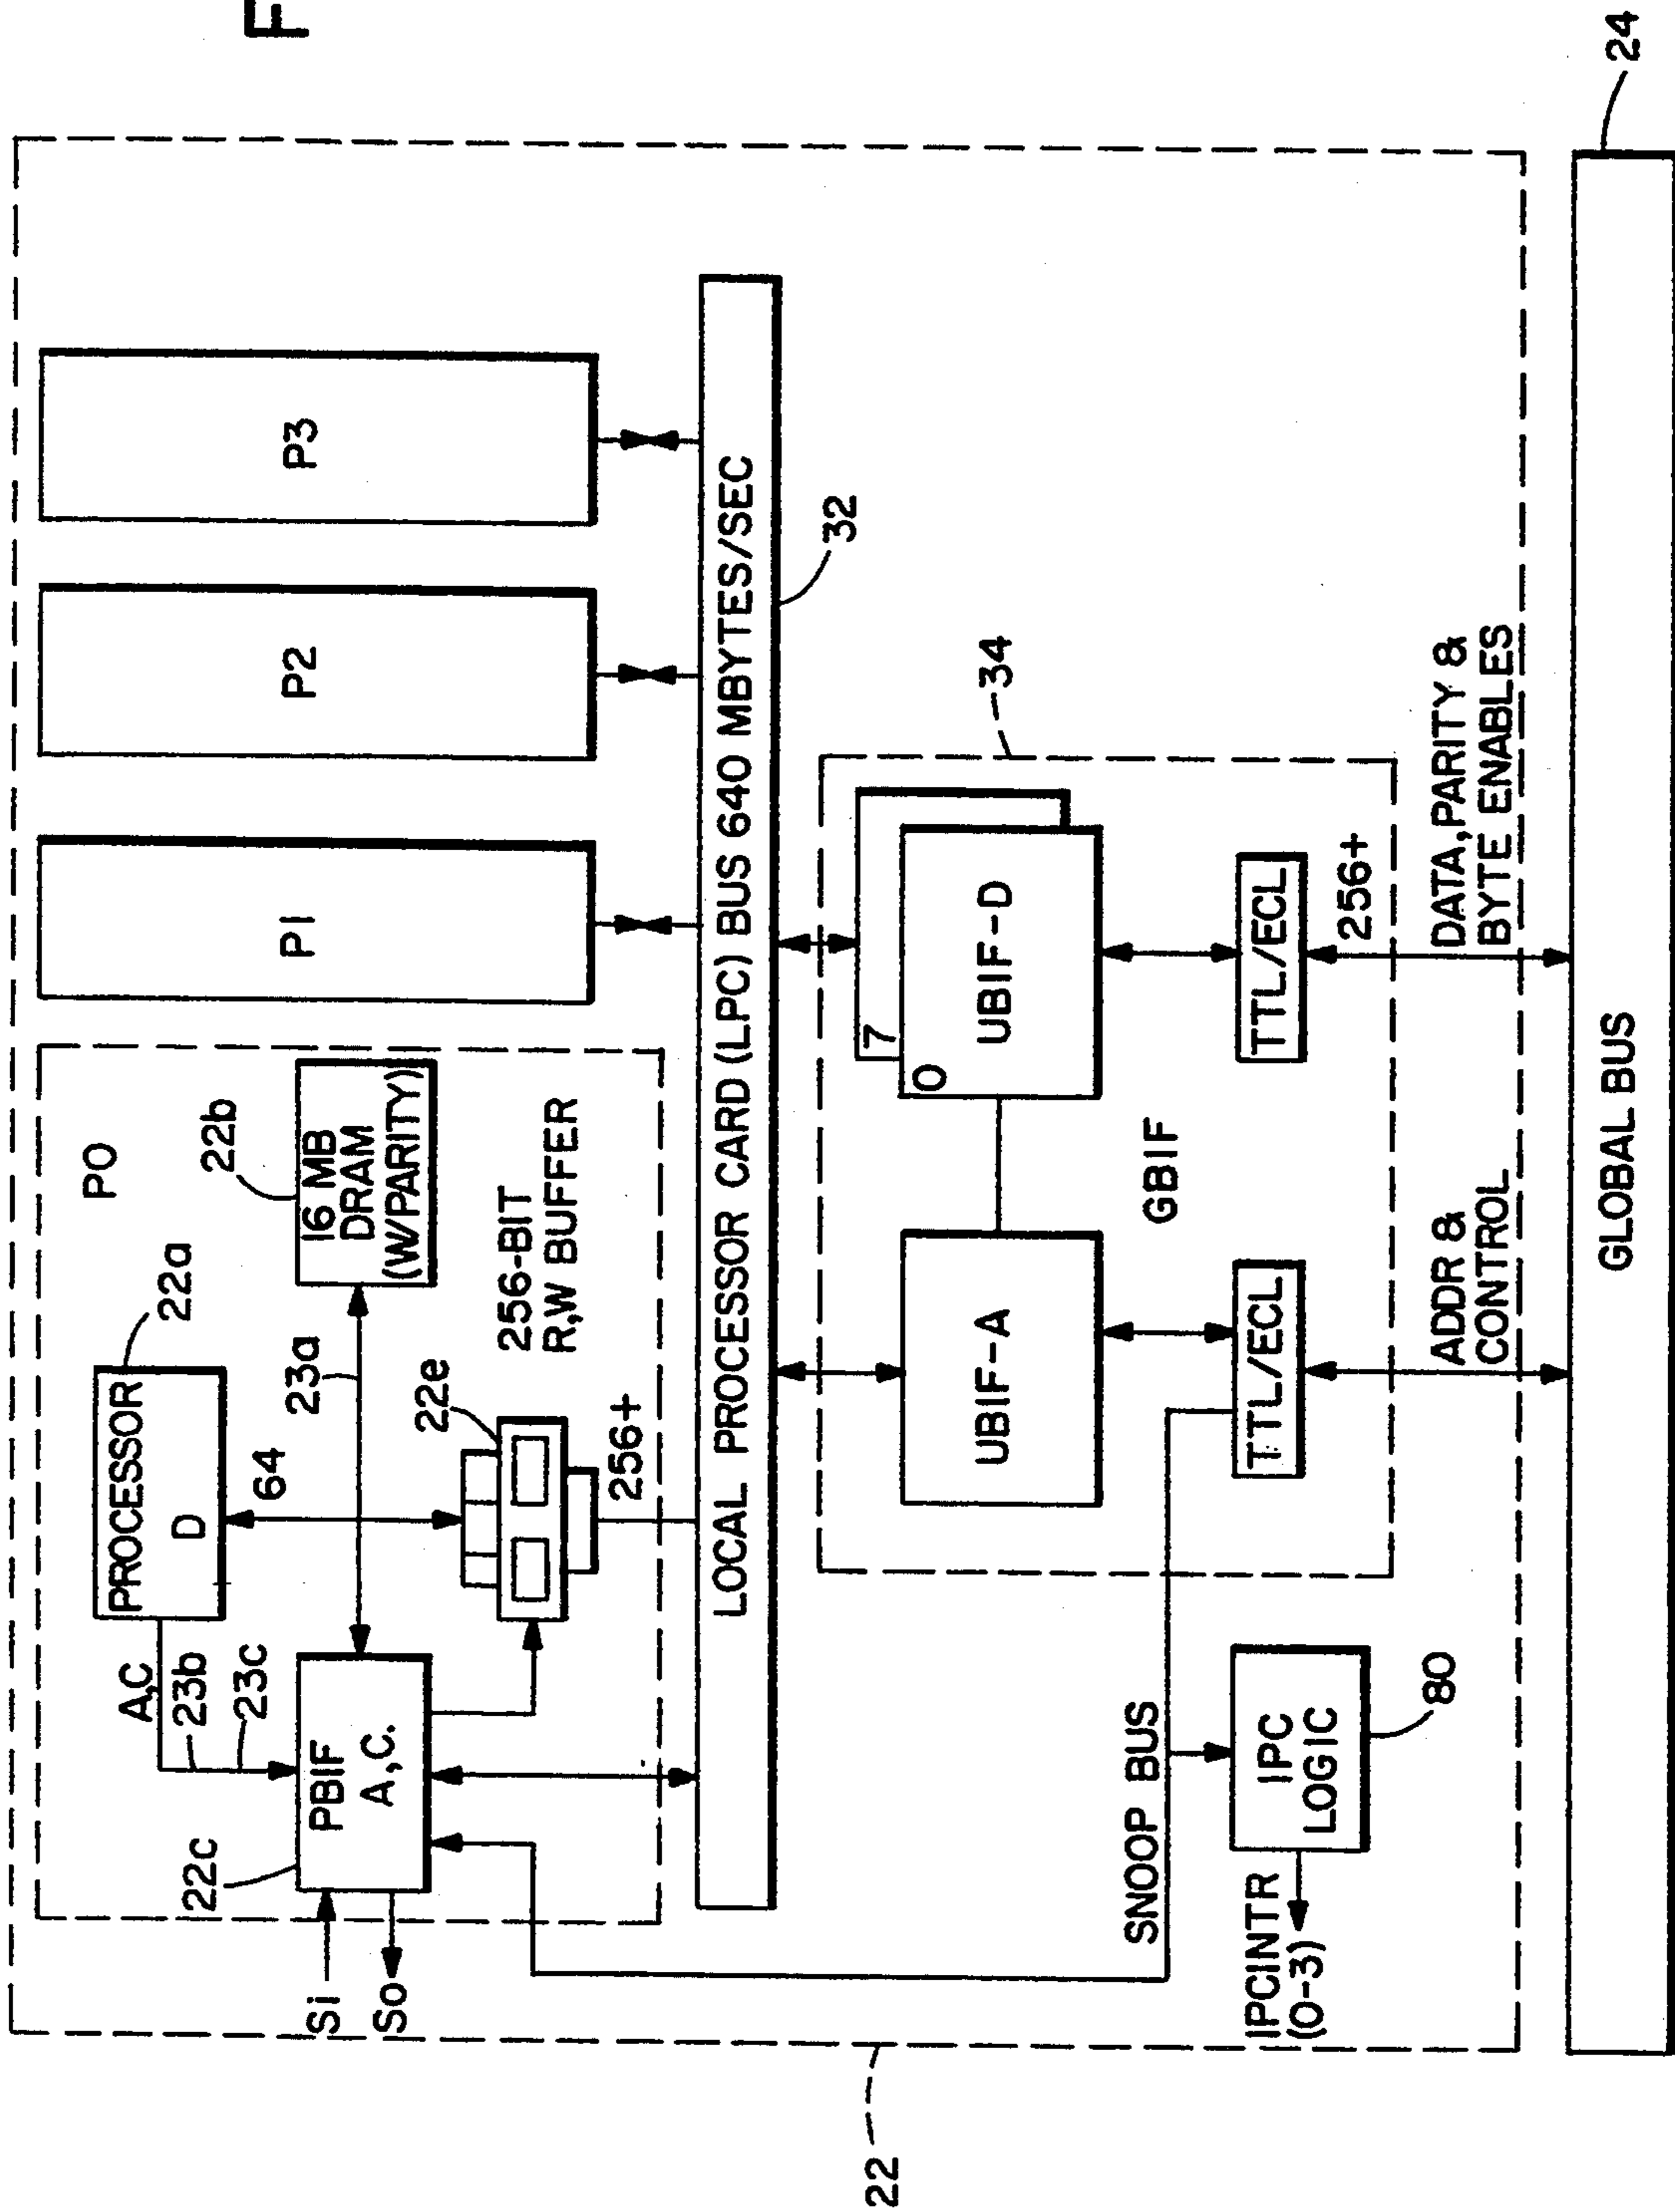 F
22
22c
PBIF
A,C.
Si
So
A,C
23b
23c
PROCESSOR
D
22a
64
23a
22b
16 MB
DRAM
(W/PARITY)
P0
22e
256-BIT
R,W BUFFER
256+
P1
P2
P3
LOCAL PROCESSOR CARD (LPC) BUS 640 MBYTES/SEC
32
34
UBIF-A
7
0
UBIF-D
GBIF
TTL/ECL
TTL/ECL
256+
SNOOP BUS
IPC
LOGIC
80
IPCINTR
(0-3)
ADDR &
CONTROL
DATA,PARITY &
BYTE ENABLES
GLOBAL BUS
24